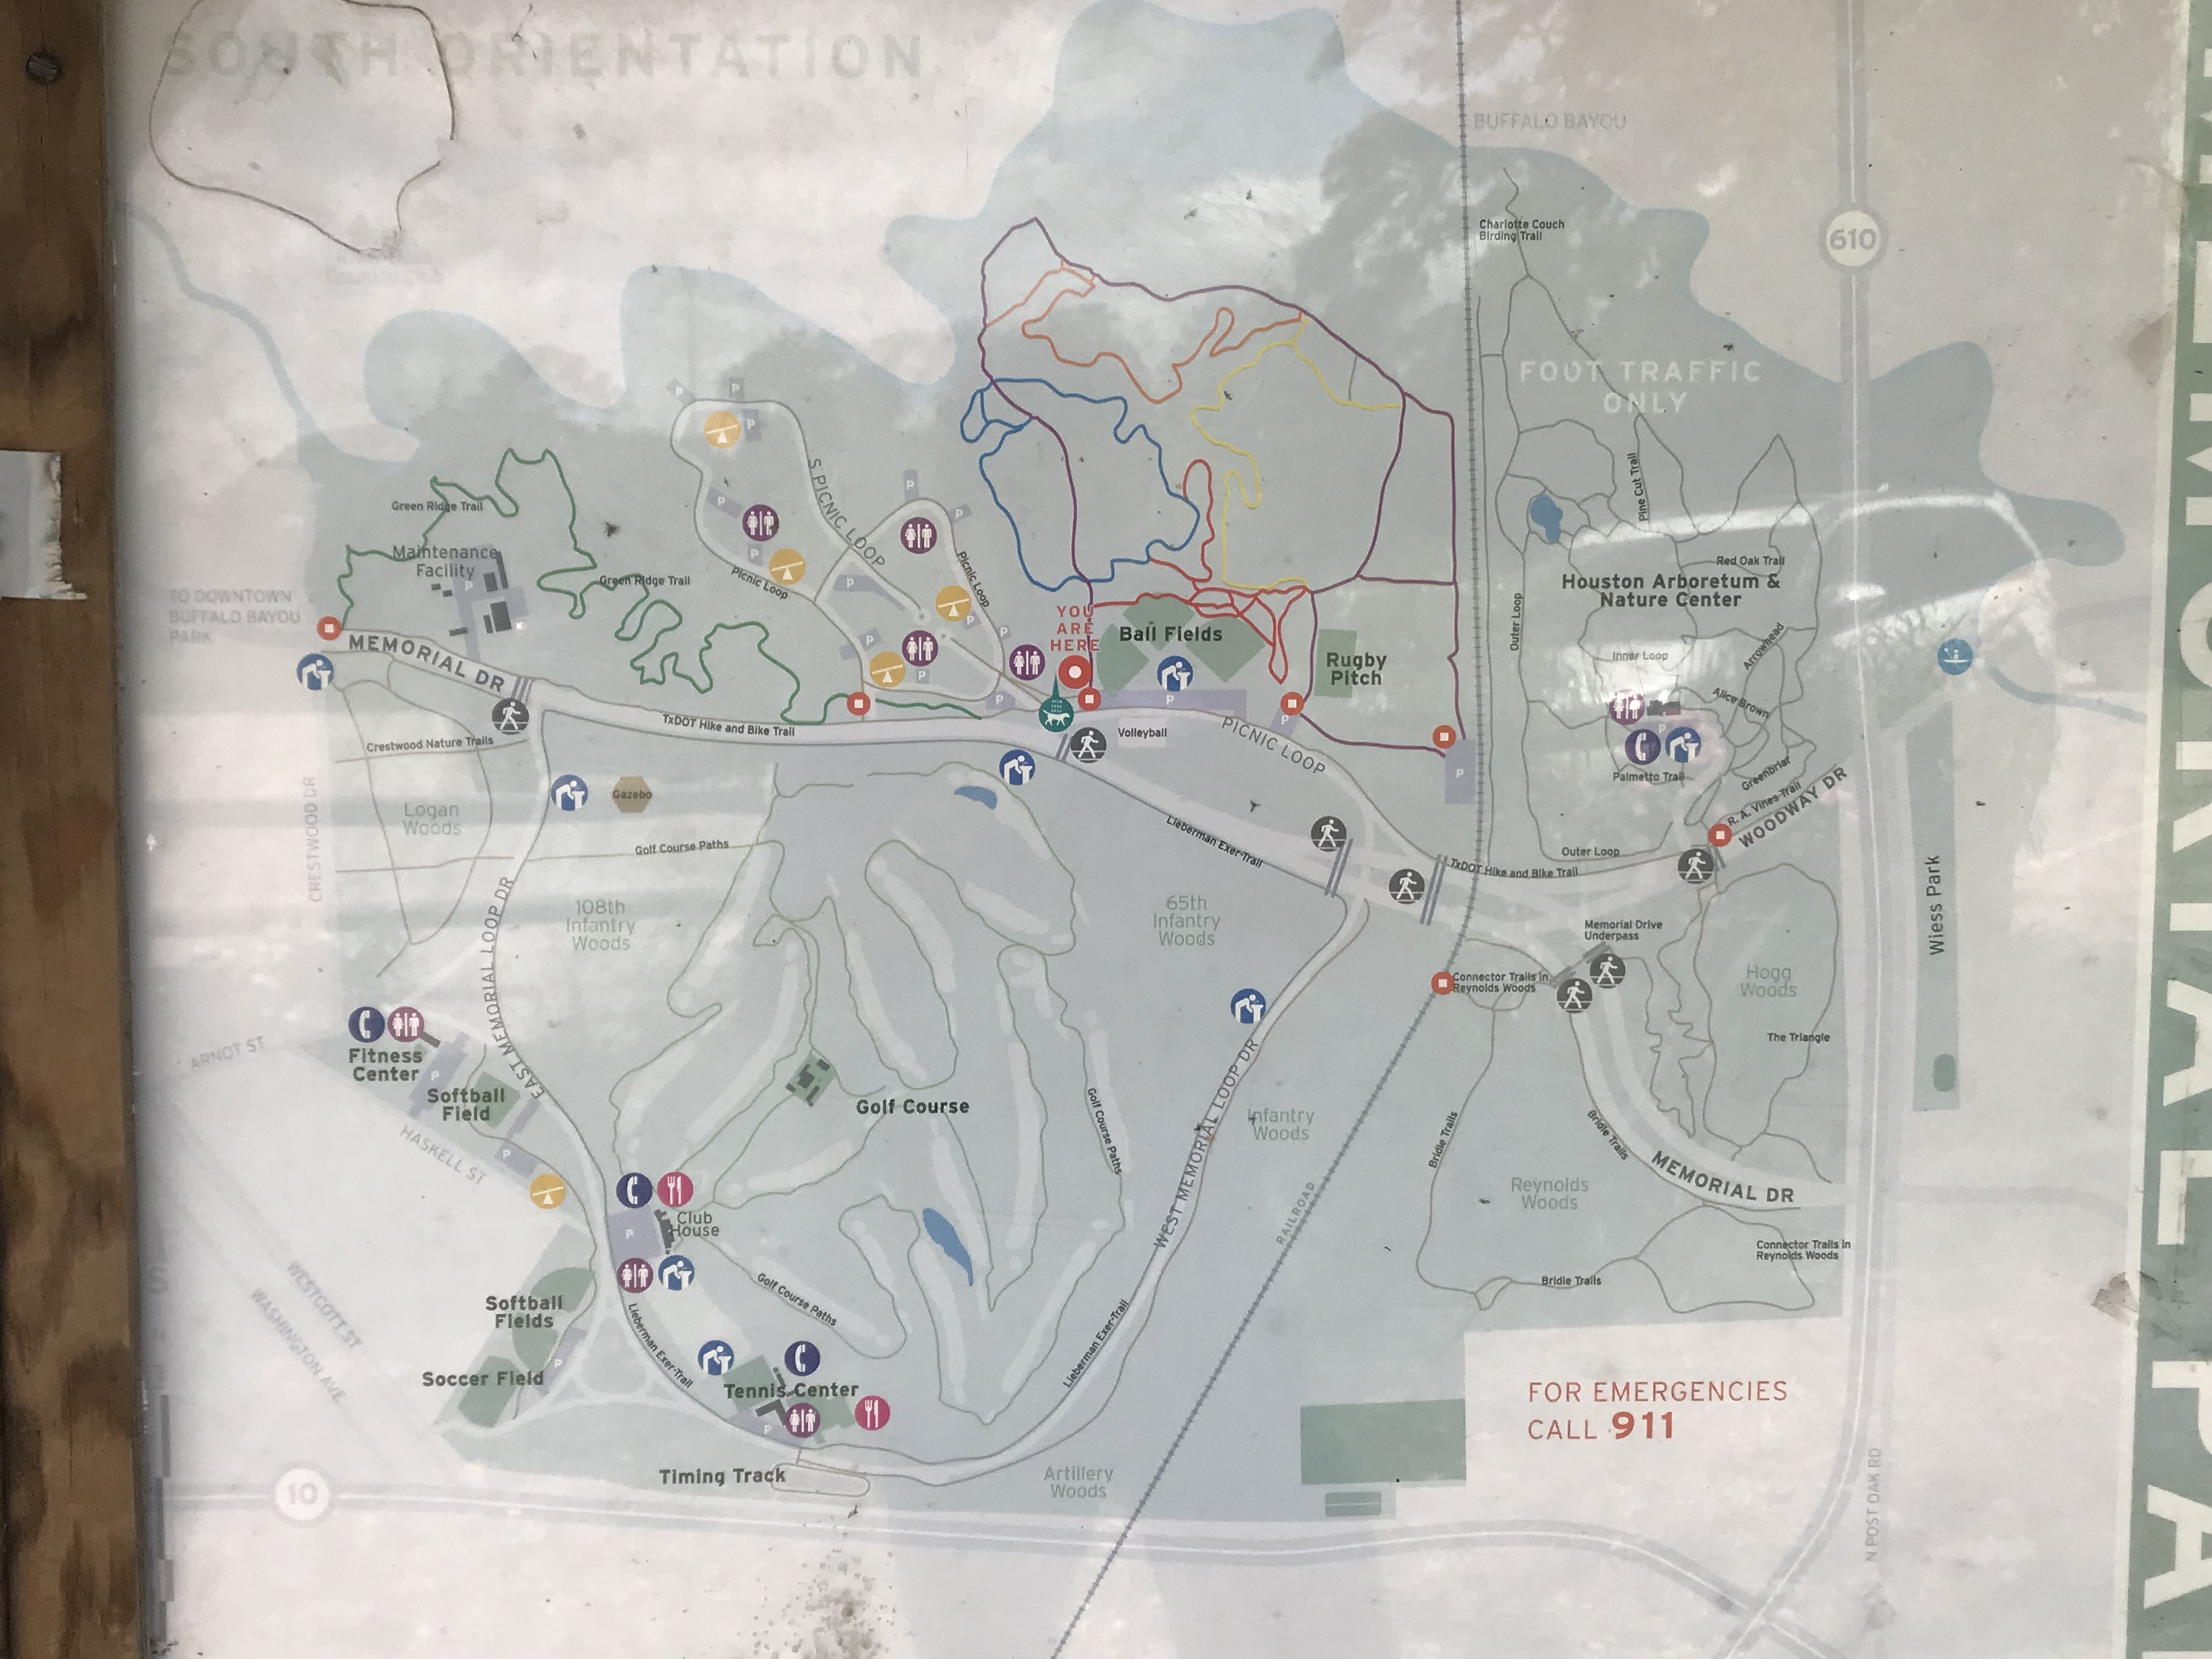 SOUTH ORIENTATION
BUFFALO BAYOU
610
Charlotte Couch
Birding Trail
FOOT TRAFFIC
ONLY
P
P
P
S PICNIC LOOP
P
P
P
Pine Cut Trail
Green Ridge Trail
Maintenance
Facility
P
Green Ridge Trail
P
Picnic Loop
P
Picnic Loop
Red Oak Trail
Houston Arboretum &
Nature Center
Outer Loop
Inner Loop
Arrowhead
Alice Brown
TO DOWNTOWN
BUFFALO BAYOU
PARK
YOU
ARE
HERE
Ball Fields
Rugby
Pitch
P
P
P
P
P
P
P
P
P
P
MEMORIAL DR
TxDOT Hike and Bike Trail
Volleyball
PICNIC LOOP
Palmetto Trail
Greenbriar
R. A. Vines Trail
WOODWAY DR
Crestwood Nature Trails
Logan
Woods
Gazebo
CRESTWOOD DR
Golf Course Paths
Lieberman Exer-Trail
TxDOT Hike and Bike Trail
Outer Loop
EAST MEMORIAL LOOP DR
108th
Infantry
Woods
65th
Infantry
Woods
Memorial Drive
Underpass
Connector Trails in
Reynolds Woods
Hogg
Woods
The Triangle
Wiess Park
ARNOT ST
Fitness
Center
P
Softball
Field
P
HASKELL ST
Golf Course
Golf Course Paths
WEST MEMORIAL LOOP DR
Infantry
Woods
Bridle Trails
Bridle Trails
RAILROAD
Reynolds
Woods
MEMORIAL DR
Connector Trails in
Reynolds Woods
Bridle Trails
Club
House
P
Golf Course Paths
WESTCOTT ST
WASHINGTON AVE
Softball
Fields
P
Soccer Field
Lieberman Exer-Trail
Tennis Center
P
Lieberman Exer-Trail
Timing Track
Artillery
Woods
10
FOR EMERGENCIES
CALL 911
N POST OAK RD